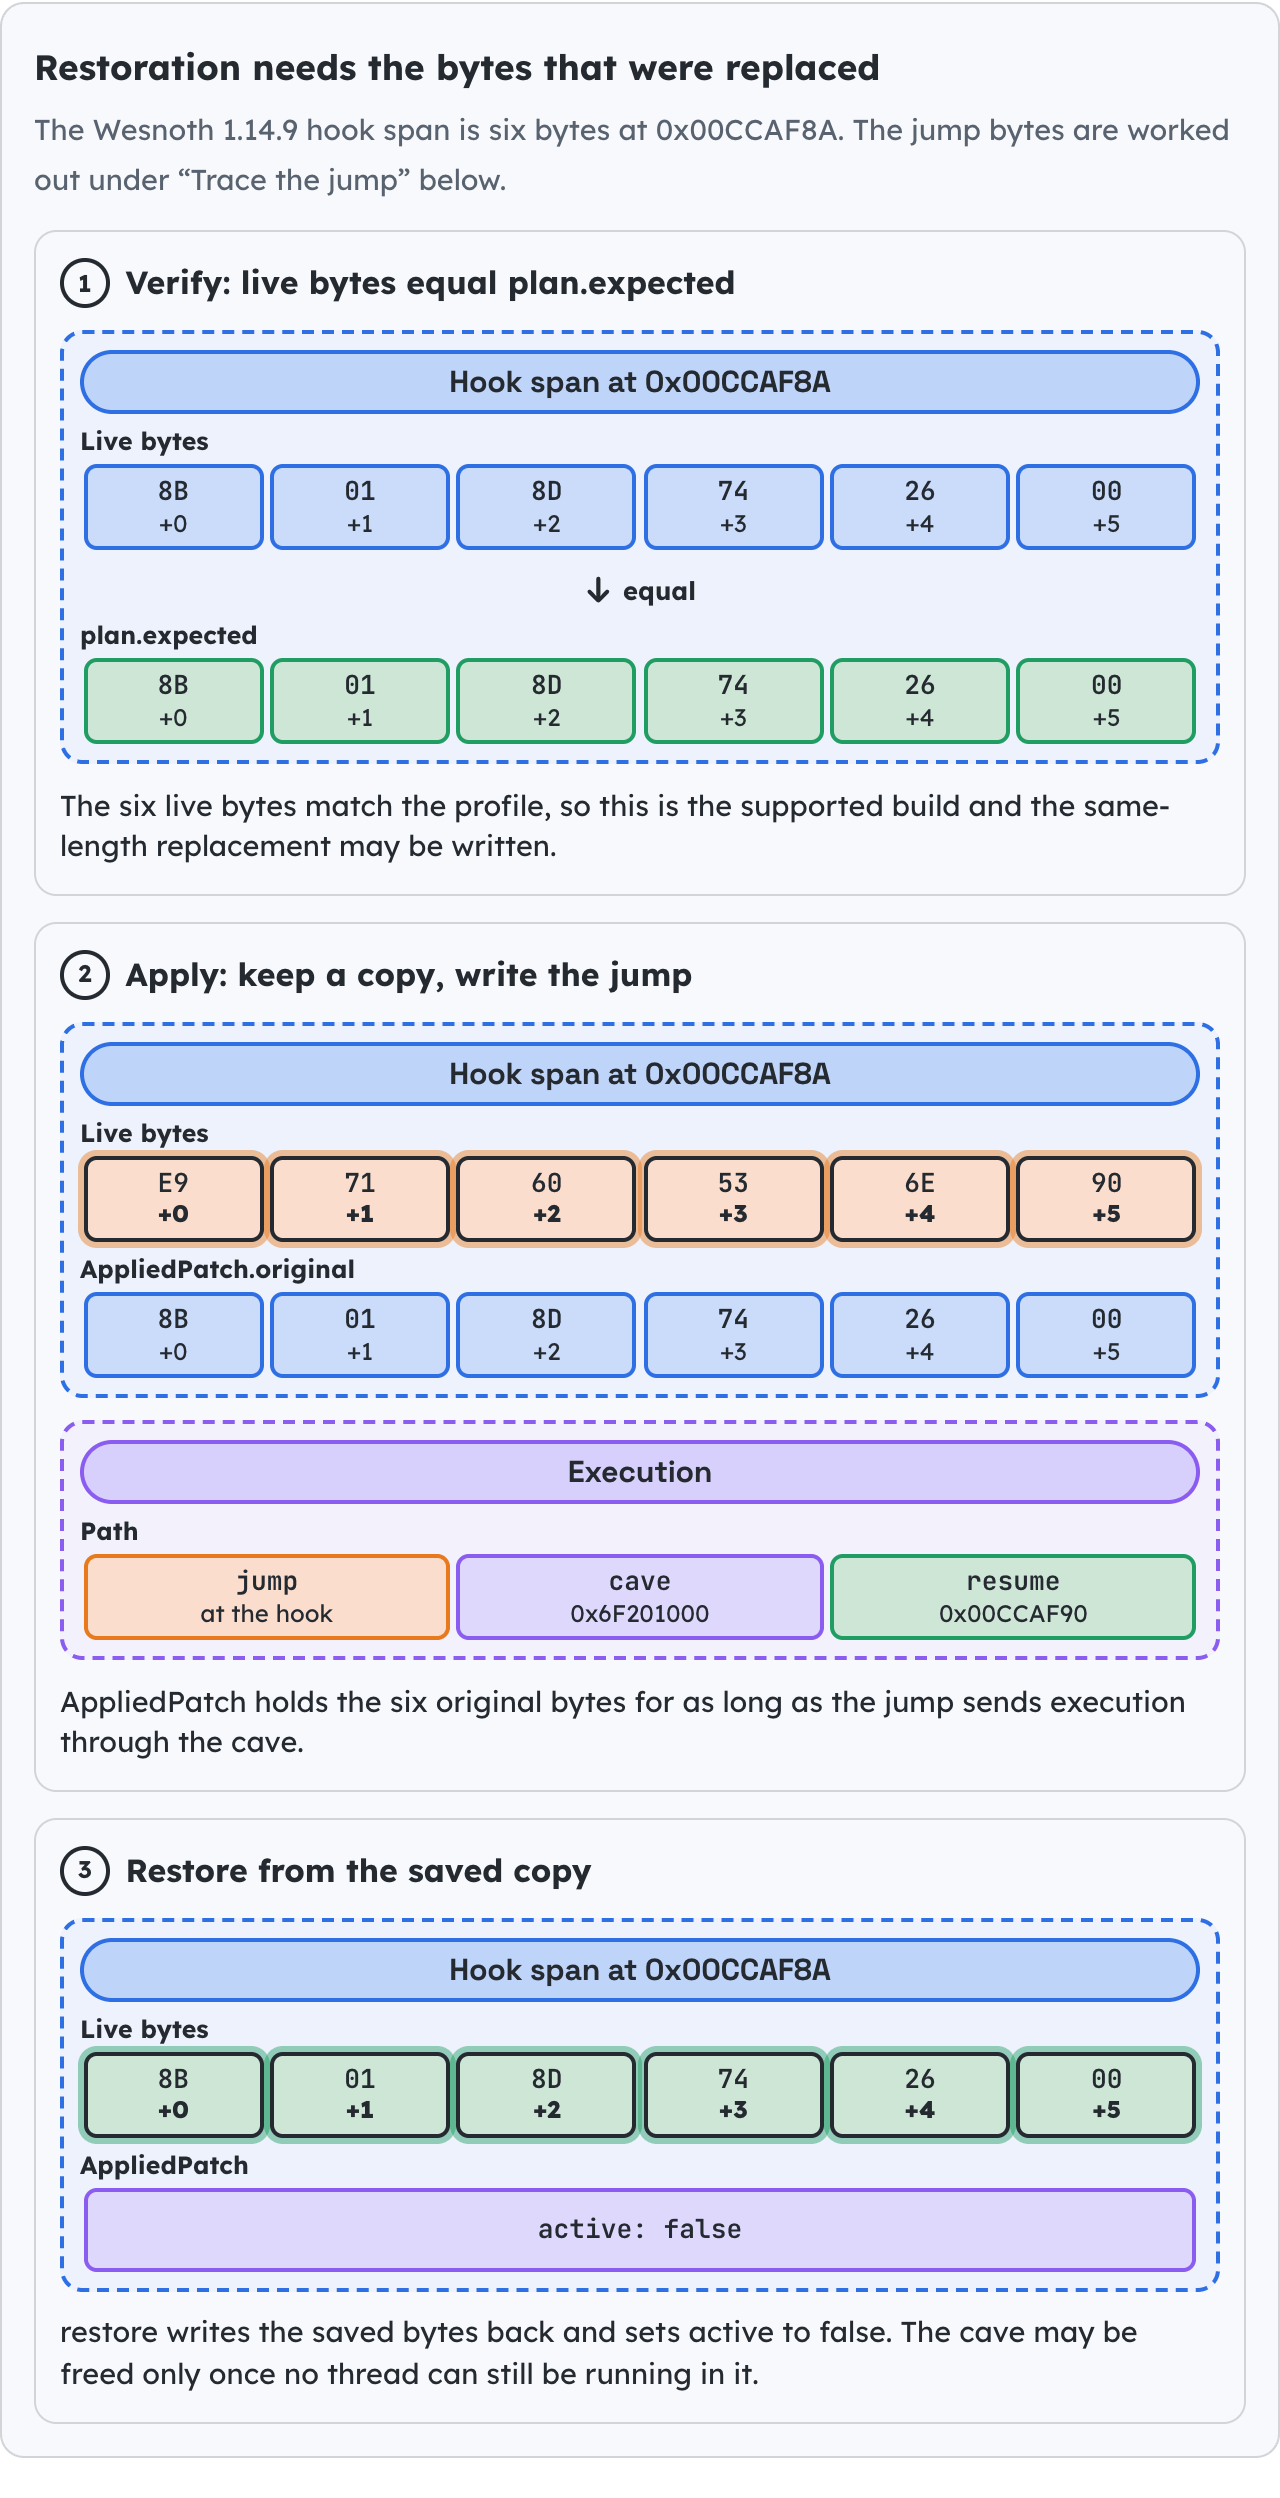 Restoration needs the bytes that were replaced
The Wesnoth 1.14.9 hook span is six bytes at 0x00CCAF8A. The jump bytes are worked
out under “Trace the jump” below.
1 Verify: live bytes equal plan.expected
Hook span at 0x00CCAF8A
Live bytes
8B 01 8D 74 26 00
+0 +1 +2 +3 +4 +5
↓ equal
plan.expected
8B 01 8D 74 26 00
+0 +1 +2 +3 +4 +5
The six live bytes match the profile, so this is the supported build and the same-
length replacement may be written.
2 Apply: keep a copy, write the jump
Hook span at 0x00CCAF8A
Live bytes
E9 71 60 53 6E 90
+0 +1 +2 +3 +4 +5
AppliedPatch.original
8B 01 8D 74 26 00
+0 +1 +2 +3 +4 +5
Execution
Path
jump cave resume
at the hook 0x6F201000 0x00CCAF90
AppliedPatch holds the six original bytes for as long as the jump sends execution
through the cave.
3 Restore from the saved copy
Hook span at 0x00CCAF8A
Live bytes
8B 01 8D 74 26 00
+0 +1 +2 +3 +4 +5
AppliedPatch
active: false
restore writes the saved bytes back and sets active to false. The cave may be
freed only once no thread can still be running in it.